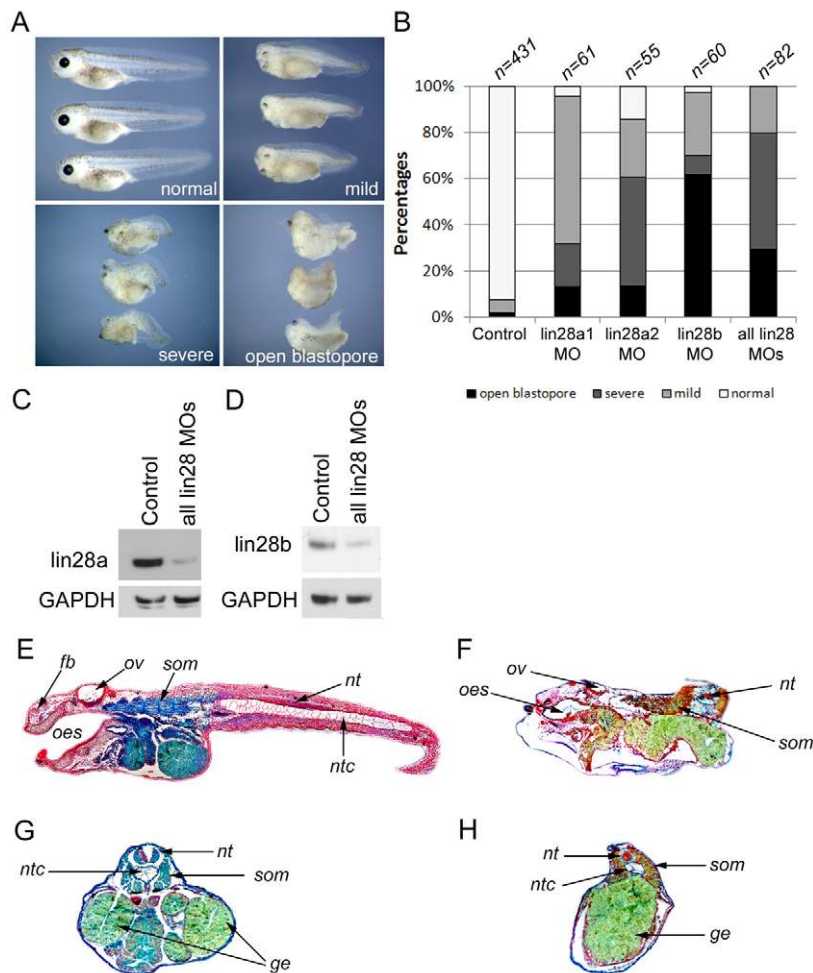 A
normal
mild
severe
open blastopore
B
n=431
n=61
n=55
n=60
n=82
100%
80%
60%
40%
20%
0%
Percentages
Control
lin28a1
MO
lin28a2
MO
lin28b
MO
all lin28
MOs
open blastopore severe mild normal
C
Control
all lin28 MOs
lin28a
GAPDH
D
Control
all lin28 MOs
lin28b
GAPDH
E
fb
ov
som
nt
oes
ntc
F
ov
oes
nt
som
G
nt
ntc
som
ge
H
nt
som
ntc
ge